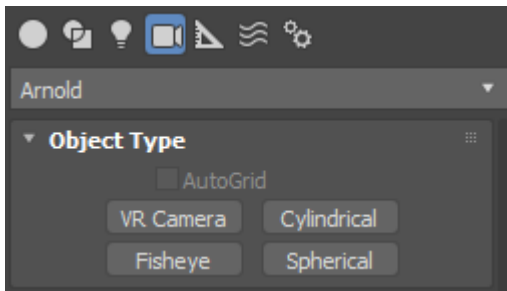 Arnold
Object Type
AutoGrid
VR Camera Cylindrical
Fisheye Spherical